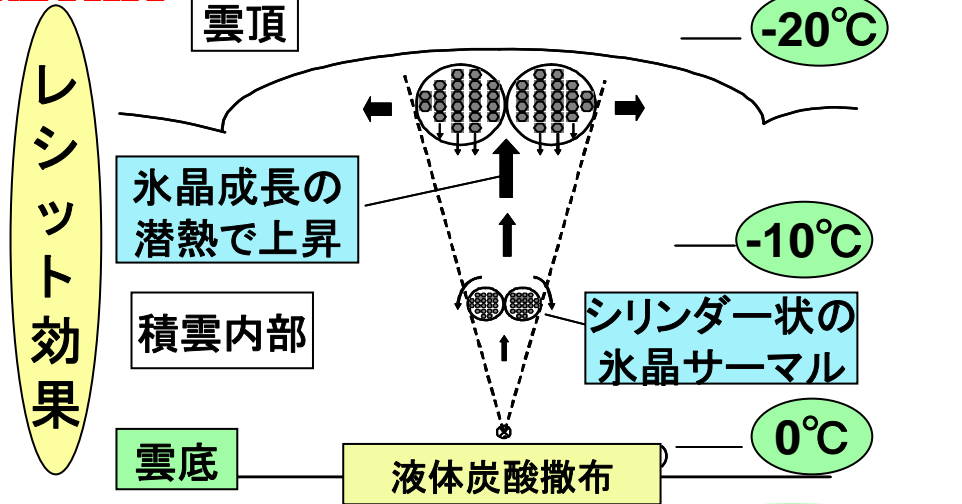 雲頂
-20℃
レシット効果
氷晶成長の
潜熱で上昇
-10℃
積雲内部
シリンダー状の
氷晶サーマル
0℃
雲底
液体炭酸撒布